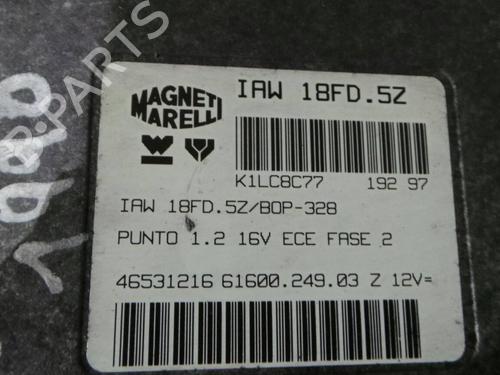 MAGNETI MARELLI
IAW 18FD.5Z
K1LC8C77 192 97
IAW 18FD.5Z/BOP-328
PUNTO 1.2 16V ECE FASE 2
46531216 61600.249.03 Z 12V=